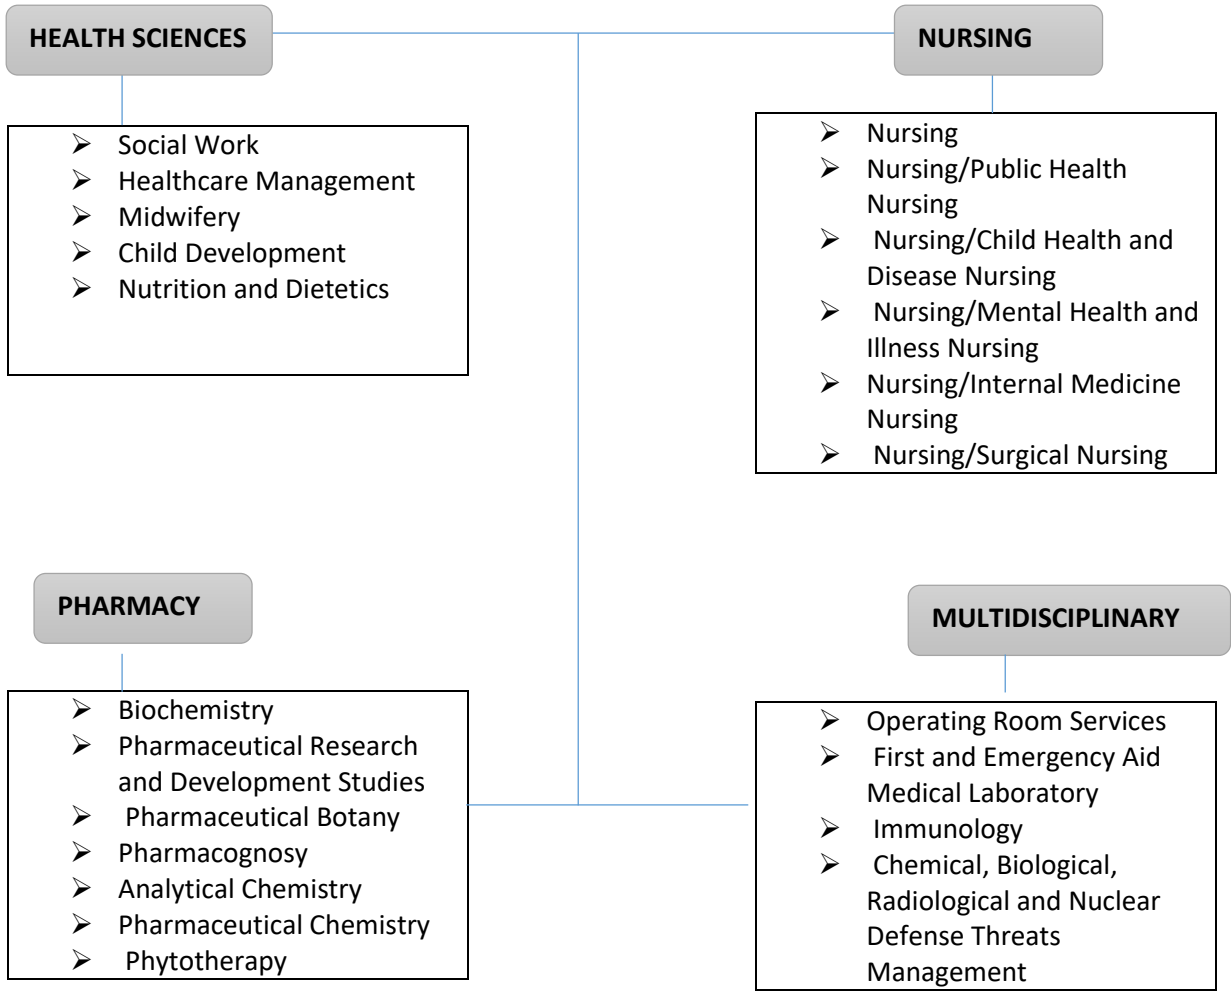 HEALTH SCIENCES
➢ Social Work
➢ Healthcare Management
➢ Midwifery
➢ Child Development
➢ Nutrition and Dietetics
NURSING
➢ Nursing
➢ Nursing/Public Health
Nursing
➢ Nursing/Child Health and
Disease Nursing
➢ Nursing/Mental Health and
Illness Nursing
➢ Nursing/Internal Medicine
Nursing
➢ Nursing/Surgical Nursing
PHARMACY
➢ Biochemistry
➢ Pharmaceutical Research
and Development Studies
➢ Pharmaceutical Botany
➢ Pharmacognosy
➢ Analytical Chemistry
➢ Pharmaceutical Chemistry
➢ Phytotherapy
MULTIDISCIPLINARY
➢ Operating Room Services
➢ First and Emergency Aid
Medical Laboratory
➢ Immunology
➢ Chemical, Biological,
Radiological and Nuclear
Defense Threats
Management